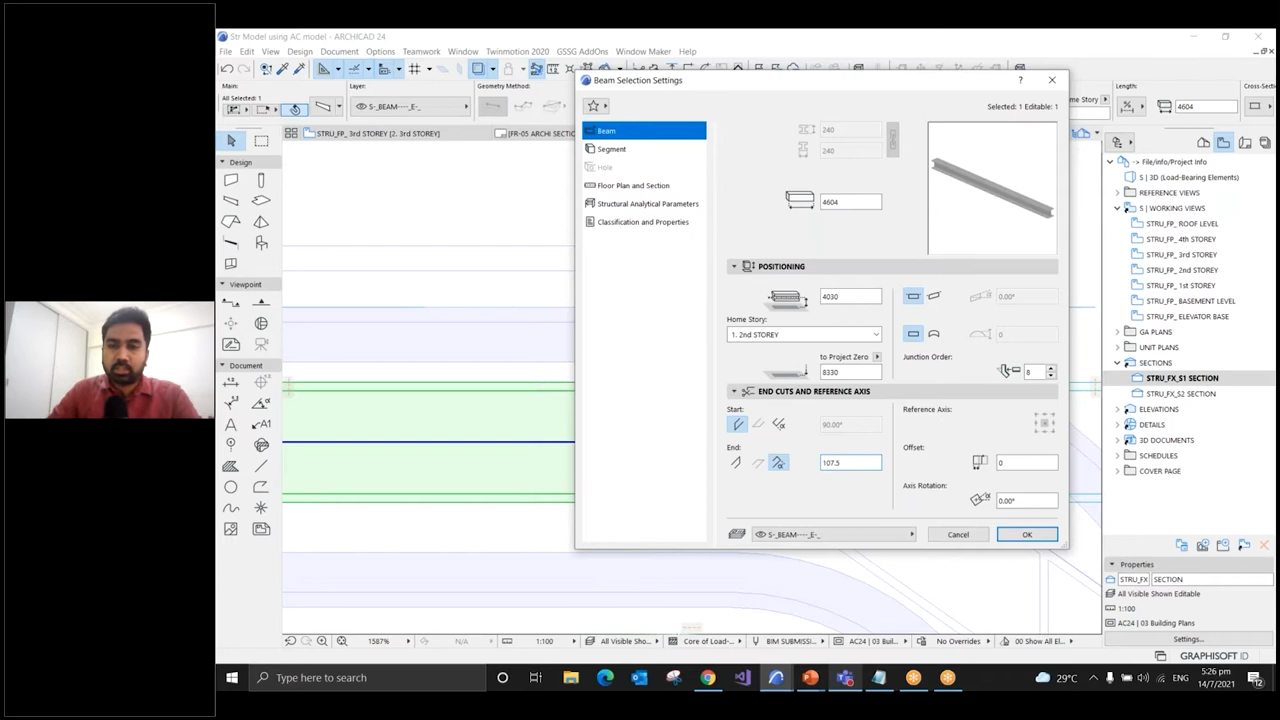 Str Model using AC model - ARCHICAD 24
File Edit View Design Document Options Teamwork Window Twinmotion 2020 GSSG AddOns Window Maker Help
Main:
All Selected: 1
Layer:
S-_BEAM----_E-_
Geometry Method:
Home Story:
Length:
4604
STRU_FP_ 3rd STOREY [2. 3rd STOREY]
Beam Selection Settings
?
Selected: 1 Editable: 1
Beam
Segment
Hole
Floor Plan and Section
Structural Analytical Parameters
Classification and Properties
240
240
4604
POSITIONING
4030
0.00°
Home Story:
1. 2nd STOREY
0
to Project Zero
8330
Junction Order:
8
END CUTS AND REFERENCE AXIS
Start:
90.00°
End:
107.5
Reference Axis:
Offset:
0
Axis Rotation:
0.00°
S-_BEAM----_E-_
Cancel
OK
Design
Viewpoint
Document
-> File/info/Project Info
S | 3D (Load-Bearing Elements)
REFERENCE VIEWS
S | WORKING VIEWS
STRU_FP_ ROOF LEVEL
STRU_FP_ 4th STOREY
STRU_FP_ 3rd STOREY
STRU_FP_ 2nd STOREY
STRU_FP_ 1st STOREY
STRU_FP_ BASEMENT LEVEL
STRU_FP_ ELEVATOR BASE
GA PLANS
UNIT PLANS
SECTIONS
STRU_FX_S1 SECTION
STRU_FX_S2 SECTION
ELEVATIONS
DETAILS
3D DOCUMENTS
SCHEDULES
COVER PAGE
Properties
STRU_FX
SECTION
All Visible Shown Editable
1:100
AC24 | 03 Building Plans
Settings...
1587%
N/A
1:100
All Visible Sho...
Core of Load-...
BIM SUBMISSI...
AC24 | 03 Buil...
No Overrides
00 Show All El...
GRAPHISOFT ID
Type here to search
29°C
ENG
5:26 pm
14/7/2021